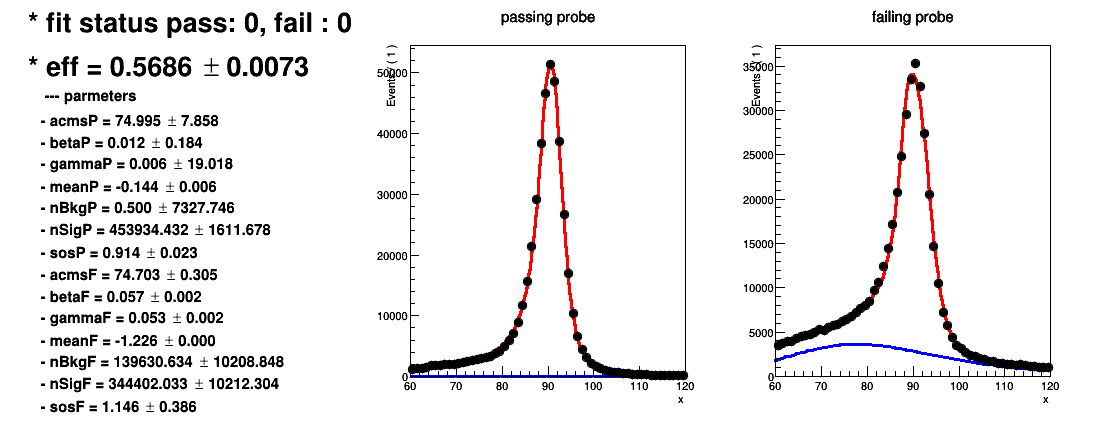 * fit status pass: 0, fail : 0
* eff = 0.5686 ± 0.0073
--- parmeters
- acmsP = 74.995 ± 7.858
- betaP = 0.012 ± 0.184
- gammaP = 0.006 ± 19.018
- meanP = -0.144 ± 0.006
- nBkgP = 0.500 ± 7327.746
- nSigP = 453934.432 ± 1611.678
- sosP = 0.914 ± 0.023
- acmsF = 74.703 ± 0.305
- betaF = 0.057 ± 0.002
- gammaF = 0.053 ± 0.002
- meanF = -1.226 ± 0.000
- nBkgF = 139630.634 ± 10208.848
- nSigF = 344402.033 ± 10212.304
- sosF = 1.146 ± 0.386
passing probe
Events / ( 1 )
50000
40000
30000
20000
10000
0
60 70 80 90 100 110 120
x
failing probe
Events / ( 1 )
35000
30000
25000
20000
15000
10000
5000
0
60 70 80 90 100 110 120
x